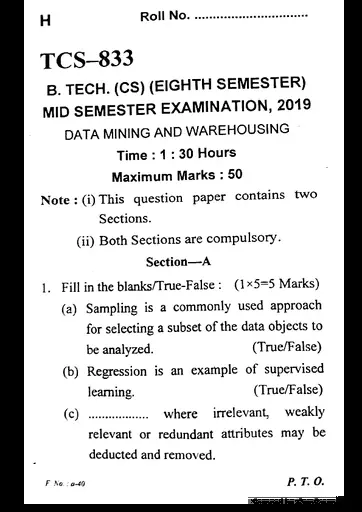 H
Roll No. ................................
TCS–833
B. TECH. (CS) (EIGHTH SEMESTER)
MID SEMESTER EXAMINATION, 2019
DATA MINING AND WAREHOUSING
Time : 1 : 30 Hours
Maximum Marks : 50
Note : (i) This question paper contains two
Sections.
(ii) Both Sections are compulsory.
Section—A
1. Fill in the blanks/True-False : (1×5=5 Marks)
(a) Sampling is a commonly used approach
for selecting a subset of the data objects to
be analyzed. (True/False)
(b) Regression is an example of supervised
learning. (True/False)
(c) .................. where irrelevant, weakly
relevant or redundant attributes may be
deducted and removed.
F No. : a-40 P. T. O.